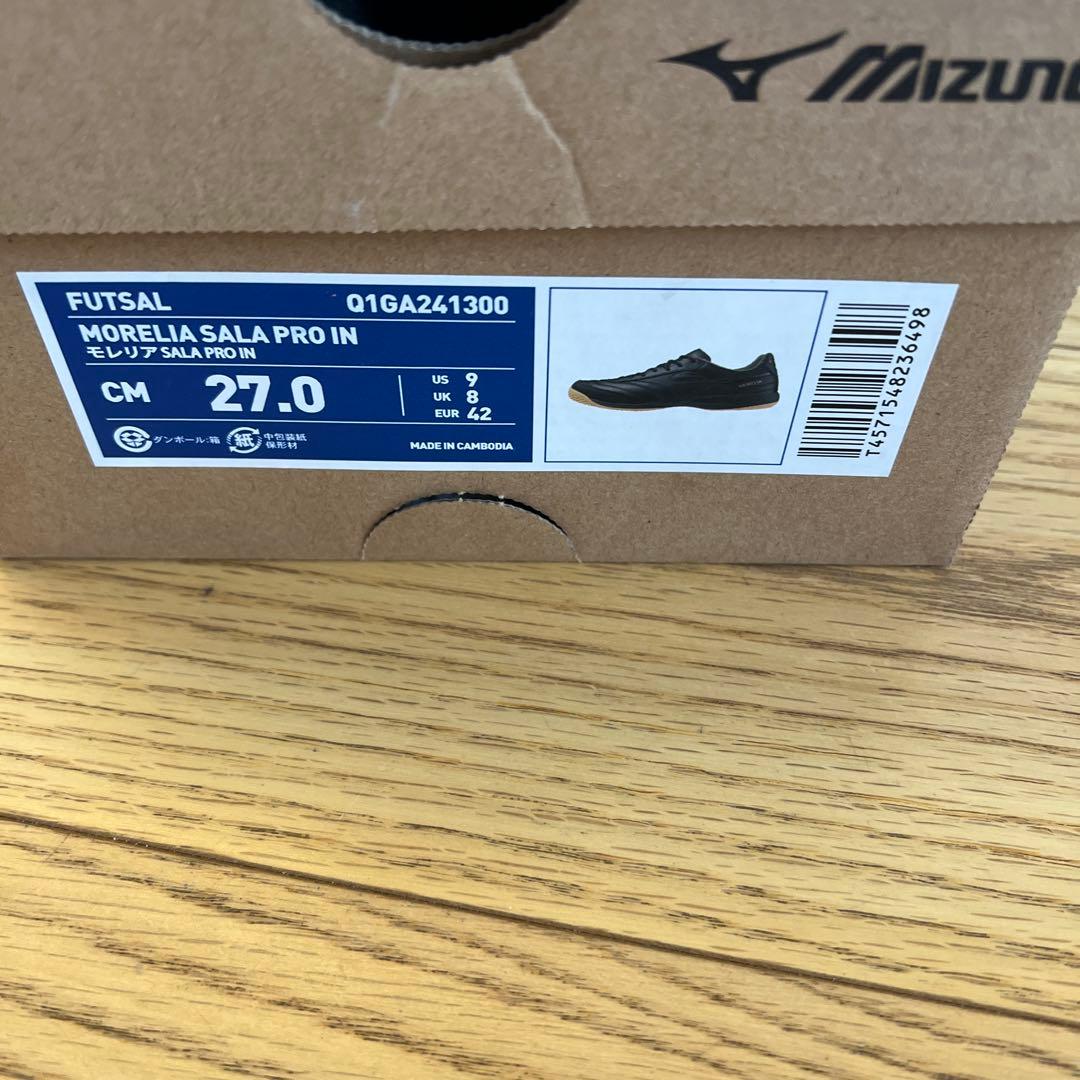 MIZUNO
FUTSAL Q1GA241300
MORELIA SALA PRO IN
モレリア SALA PRO IN
CM 27.0
US 9
UK 8
EUR 42
ダンボール:箱
紙 中包装紙
保形材
MADE IN CAMBODIA
T4571548236498